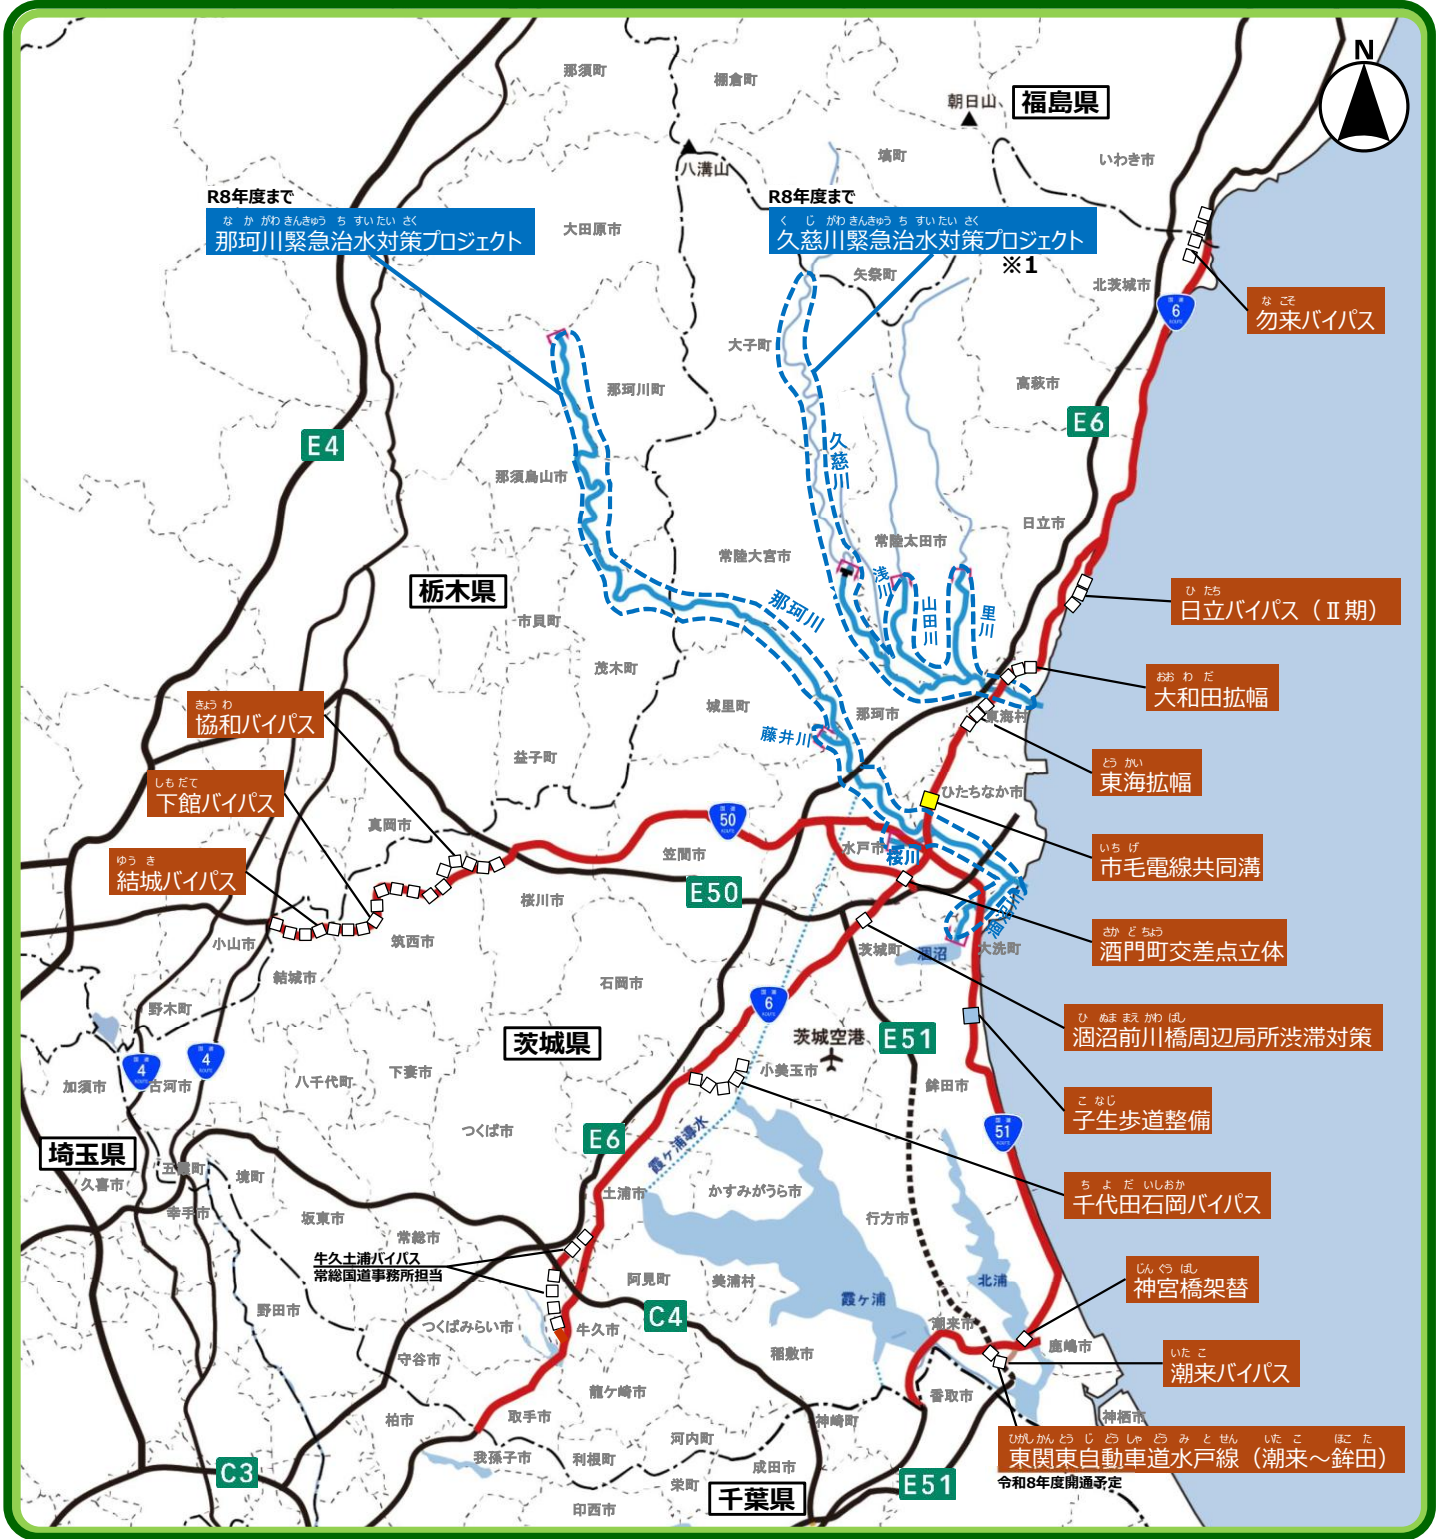 N
那須町
棚倉町
朝日山
福島県
塙町
いわき市
八溝山
R8年度まで
な か がわ きんきゅう ち すい たい さく
那珂川緊急治水対策プロジェクト
R8年度まで
く じ がわ きんきゅう ち すい たい さく
久慈川緊急治水対策プロジェクト
※1
大田原市
矢祭町
北茨城市
国道
6
ROUTE
な こそ
勿来バイパス
大子町
那珂川町
高萩市
E4
E6
久慈川
那須烏山市
日立市
常陸大宮市
常陸太田市
栃木県
浅川
山田川
里川
那珂川
ひ たち
日立バイパス（Ⅱ期）
市貝町
茂木町
おお わ だ
大和田拡幅
きょう わ
協和バイパス
城里町
那珂市
東海村
藤井川
益子町
とう かい
東海拡幅
しも だて
下館バイパス
ひたちなか市
真岡市
国道
50
ROUTE
笠間市
水戸市
桜川
いち げ
市毛電線共同溝
ゆう き
結城バイパス
E50
桜川市
涸沼川
さか ど ちょう
酒門町交差点立体
小山市
筑西市
茨城町
涸沼
大洗町
結城市
石岡市
野木町
国道
6
ROUTE
ひ ぬま まえ かわ ばし
涸沼前川橋周辺局所渋滞対策
茨城県
茨城空港
E51
国道
4
ROUTE
国道
4
ROUTE
加須市
古河市
八千代町
下妻市
小美玉市
鉾田市
こ なじ
子生歩道整備
つくば市
E6
霞ヶ浦導水
国道
51
ROUTE
埼玉県
五霞町
境町
久喜市
土浦市
かすみがうら市
ち よ だ いしおか
千代田石岡バイパス
幸手市
坂東市
常総市
行方市
牛久土浦バイパス
常総国道事務所担当
阿見町
美浦村
北浦
じん ぐう ばし
神宮橋架替
霞ヶ浦
野田市
つくばみらい市
牛久市
C4
潮来市
守谷市
稲敷市
鹿嶋市
いた こ
潮来バイパス
龍ケ崎市
香取市
柏市
取手市
神崎町
神栖市
河内町
ひがし かん とう じ どう しゃ どう み と せん いた こ ほこ た
東関東自動車道水戸線（潮来～鉾田）
令和8年度開通予定
C3
我孫子市
利根町
成田市
栄町
E51
千葉県
印西市